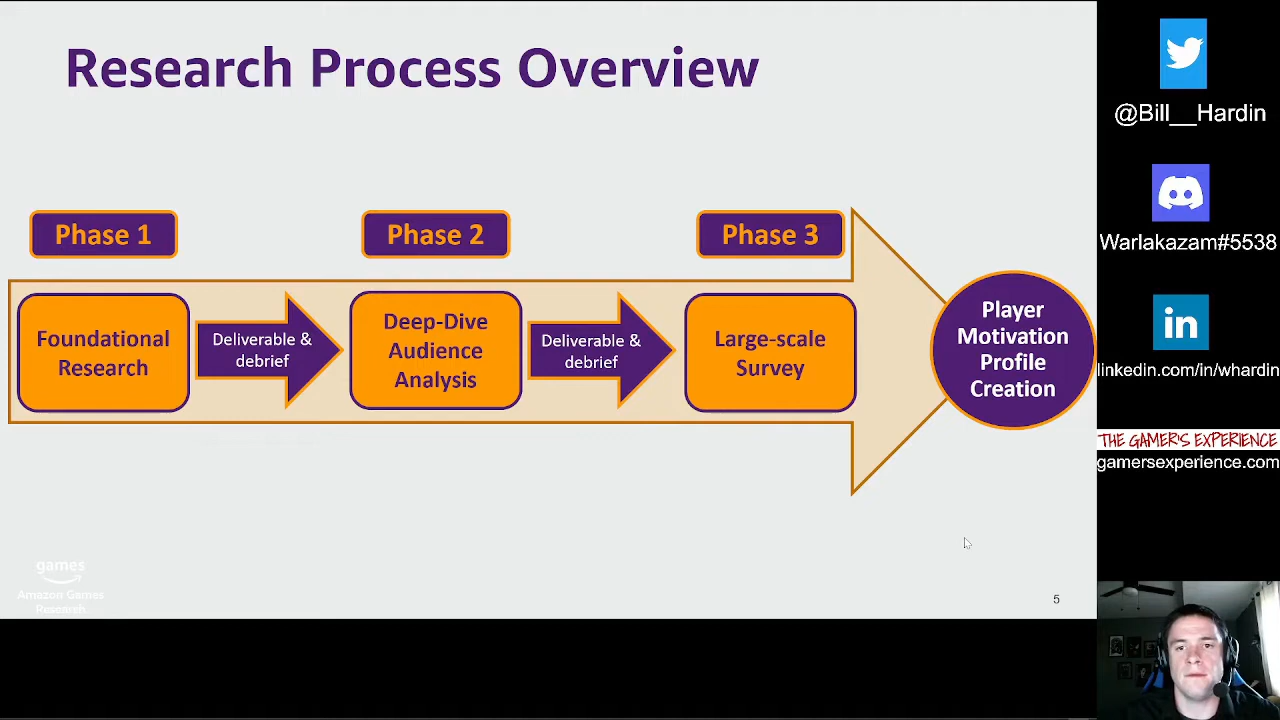 Research Process Overview
Phase 1
Phase 2
Phase 3
Foundational
Research
Deliverable &
debrief
Deep-Dive
Audience
Analysis
Deliverable &
debrief
Large-scale
Survey
Player
Motivation
Profile
Creation
games
Amazon Games
Research
5
@Bill__Hardin
Warlakazam#5538
in
linkedin.com/in/whardin
THE GAMER'S EXPERIENCE
gamersexperience.com